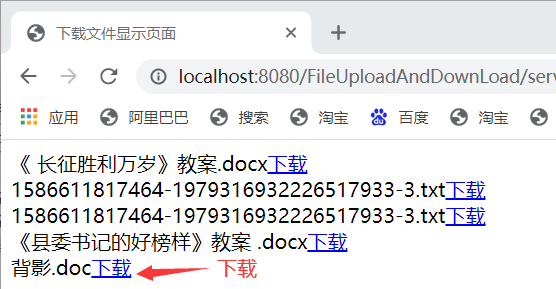 下载文件显示页面
localhost:8080/FileUploadAndDownLoad/serv
应用 阿里巴巴 搜索 淘宝 百度 淘宝
《 长征胜利万岁》教案.docx下载
1586611817464-1979316932226517933-3.txt下载
1586611817464-1979316932226517933-3.txt下载
《县委书记的好榜样》教案 .docx下载
背影.doc下载 下载